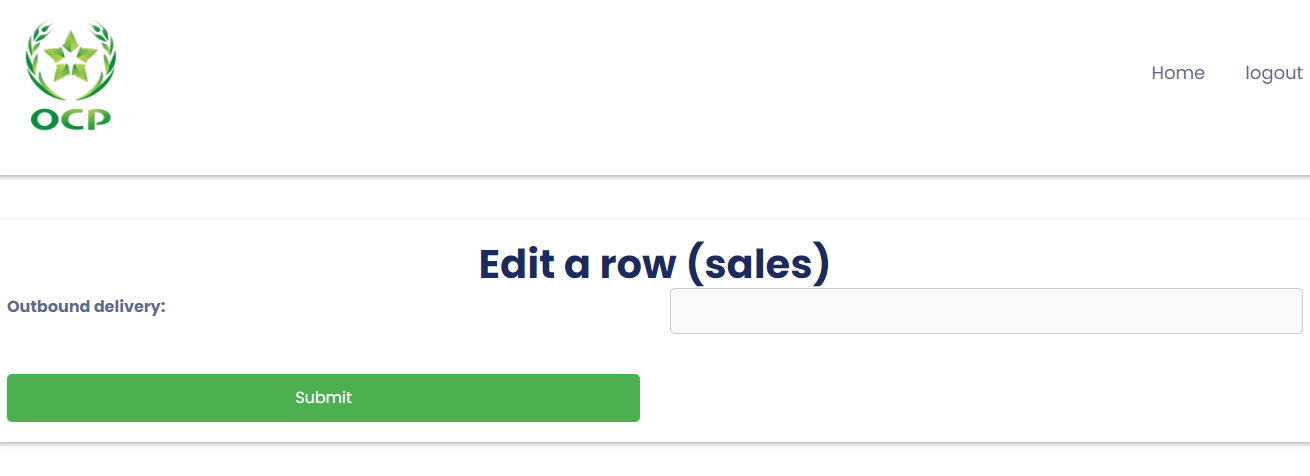 OCP
Home
logout
Edit a row (sales)
Outbound delivery:
Submit